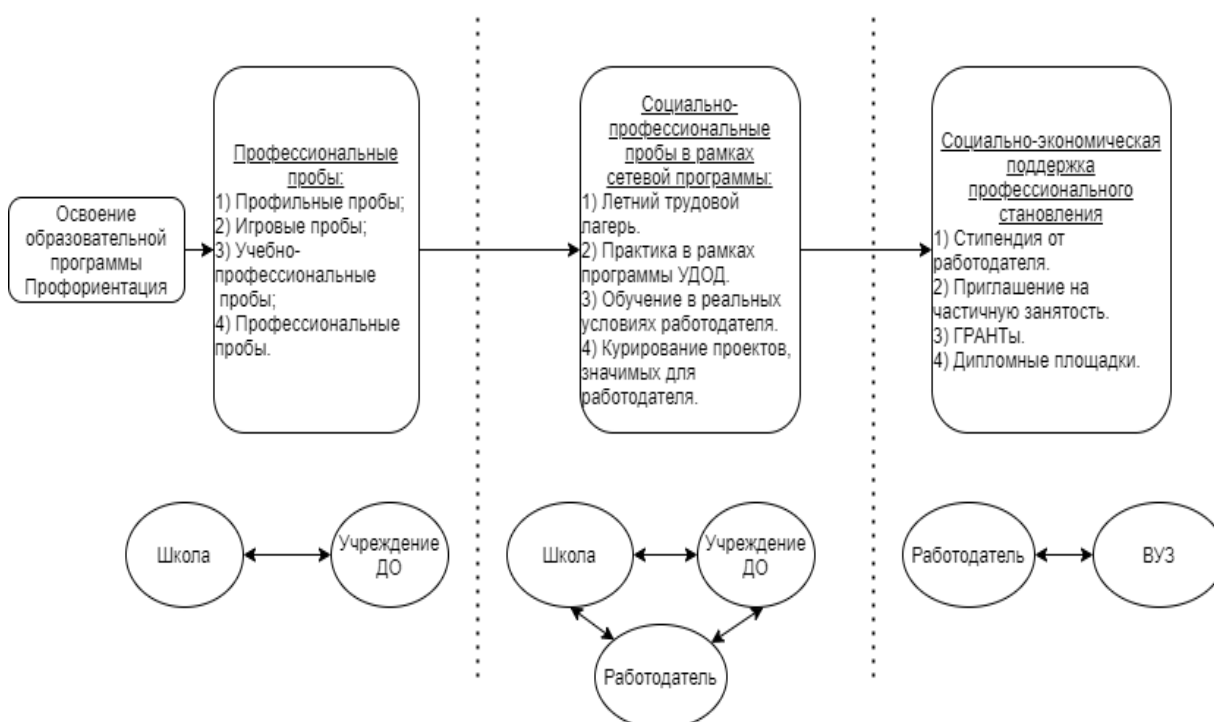 Освоение
образовательной
программы
Профориентация
Профессиональные
пробы:
1) Профильные пробы;
2) Игровые пробы;
3) Учебно-
профессиональные
пробы;
4) Профессиональные
пробы.
Социально-
профессиональные
пробы в рамках
сетевой программы:
1) Летний трудовой
лагерь.
2) Практика в рамках
программы УДОД.
3) Обучение в реальных
условиях работодателя.
4) Курирование проектов,
значимых для
работодателя.
Социально-экономическая
поддержка
профессионального
становления
1) Стипендия от
работодателя.
2) Приглашение на
частичную занятость.
3) ГРАНТы.
4) Дипломные площадки.
Школа
Учреждение
ДО
Школа
Учреждение
ДО
Работодатель
Работодатель
ВУЗ